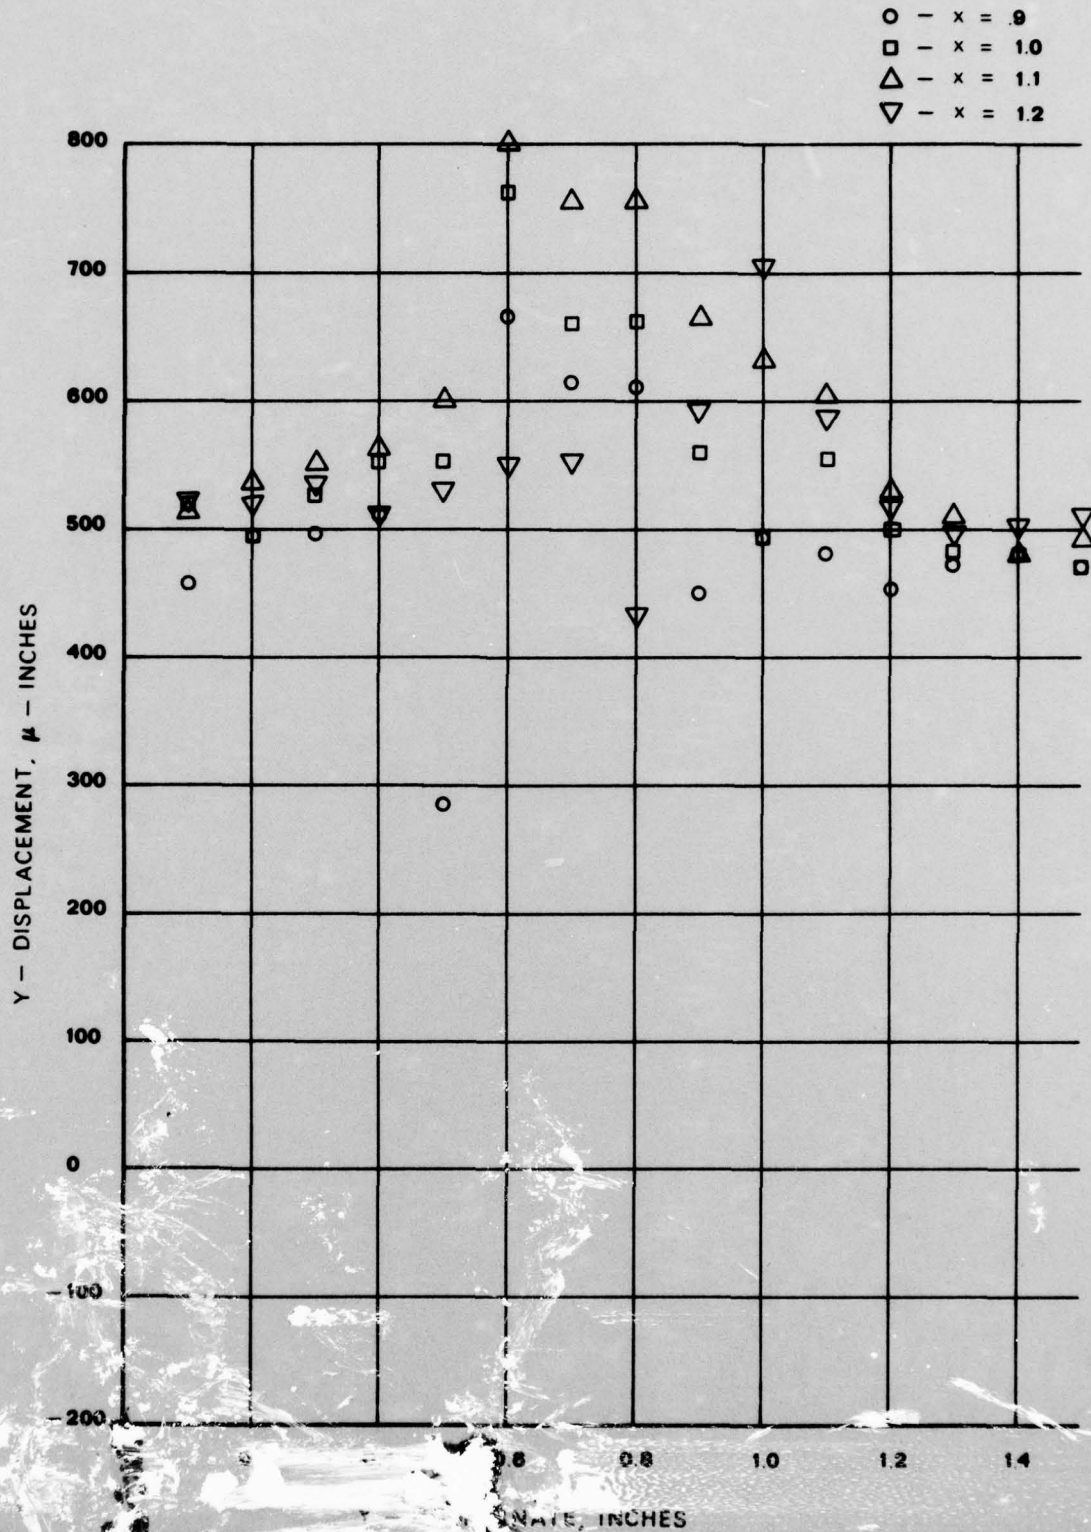 ○ – x = .9
□ – x = 1.0
△ – x = 1.1
▽ – x = 1.2
800
700
600
500
400
300
200
100
0
-100
-200
Y – DISPLACEMENT, μ – INCHES
0.6 0.8 1.0 1.2 1.4
INCHES